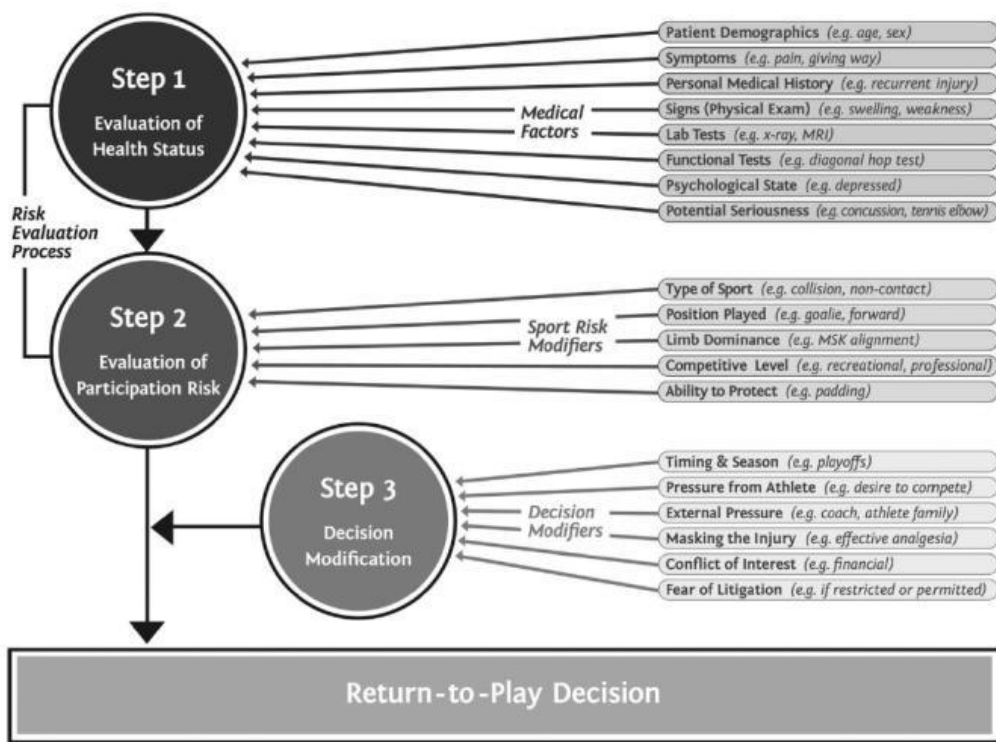 Step 1
Evaluation of
Health Status
Risk
Evaluation
Process
Medical
Factors
Patient Demographics (e.g. age, sex)
Symptoms (e.g. pain, giving way)
Personal Medical History (e.g. recurrent injury)
Signs (Physical Exam) (e.g. swelling, weakness)
Lab Tests (e.g. x-ray, MRI)
Functional Tests (e.g. diagonal hop test)
Psychological State (e.g. depressed)
Potential Seriousness (e.g. concussion, tennis elbow)
Step 2
Evaluation of
Participation Risk
Sport Risk
Modifiers
Type of Sport (e.g. collision, non-contact)
Position Played (e.g. goalie, forward)
Limb Dominance (e.g. MSK alignment)
Competitive Level (e.g. recreational, professional)
Ability to Protect (e.g. padding)
Step 3
Decision
Modification
Decision
Modifiers
Timing & Season (e.g. playoffs)
Pressure from Athlete (e.g. desire to compete)
External Pressure (e.g. coach, athlete family)
Masking the Injury (e.g. effective analgesia)
Conflict of Interest (e.g. financial)
Fear of Litigation (e.g. if restricted or permitted)
Return-to-Play Decision